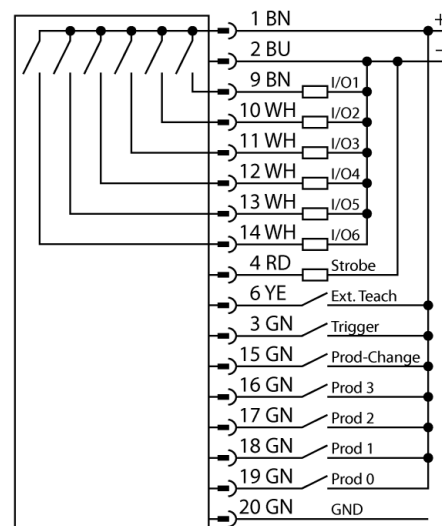 1 BN +
2 BU −
9 BN I/O1
10 WH I/O2
11 WH I/O3
12 WH I/O4
13 WH I/O5
14 WH I/O6
4 RD Strobe
6 YE Ext. Teach
3 GN Trigger
15 GN Prod-Change
16 GN Prod 3
17 GN Prod 2
18 GN Prod 1
19 GN Prod 0
20 GN GND